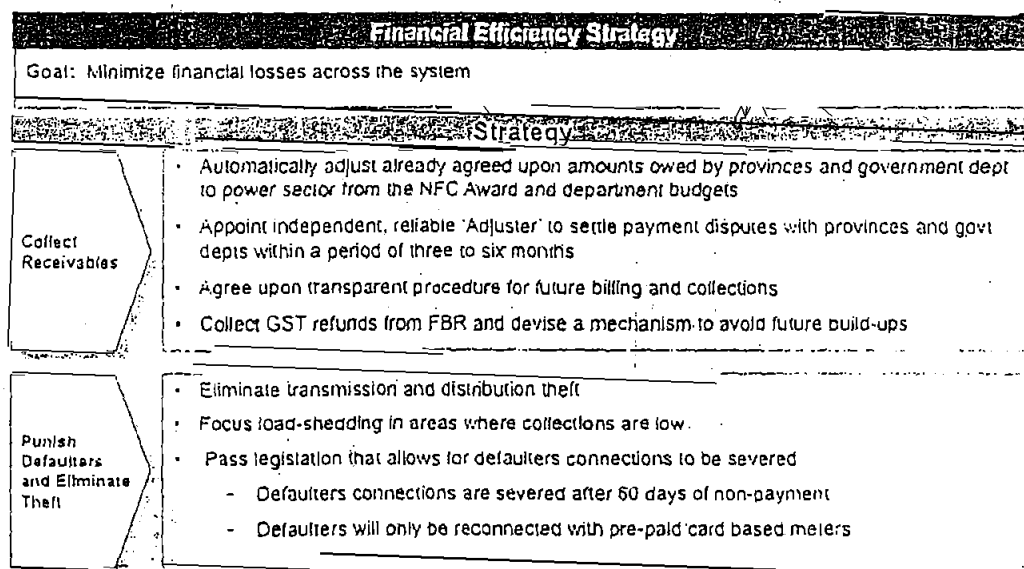 Financial Efficiency Strategy
Goal: Minimize financial losses across the system
Strategy
Collect
Receivables
• Automatically adjust already agreed upon amounts owed by provinces and government dept
to power sector from the NFC Award and department budgets
• Appoint independent, reliable 'Adjuster' to settle payment disputes with provinces and govt
depts within a period of three to six months
• Agree upon transparent procedure for future billing and collections
• Collect GST refunds from FBR and devise a mechanism to avoid future build-ups
Punish
Defaulters
and Eliminate
Theft
• Eliminate transmission and distribution theft
• Focus load-shedding in areas where collections are low.
• Pass legislation that allows for defaulters connections to be severed
- Defaulters connections are severed after 60 days of non-payment
- Defaulters will only be reconnected with pre-paid card based meters